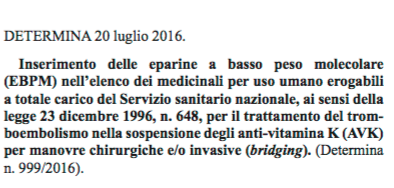 DETERMINA 20 luglio 2016.
Inserimento delle eparine a basso peso molecolare
(EBPM) nell'elenco dei medicinali per uso umano erogabili
a totale carico del Servizio sanitario nazionale, ai sensi della
legge 23 dicembre 1996, n. 648, per il trattamento del trom-
boembolismo nella sospensione degli anti-vitamina K (AVK)
per manovre chirurgiche e/o invasive (bridging). (Determina
n. 999/2016).